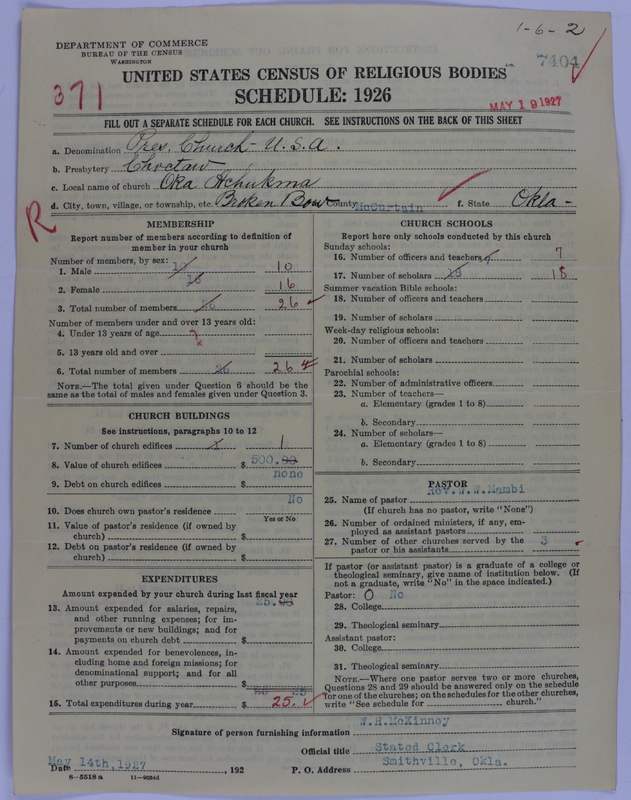 1-6-2
DEPARTMENT OF COMMERCE
BUREAU OF THE CENSUS
WASHINGTON
7404
UNITED STATES CENSUS OF RELIGIOUS BODIES
371
SCHEDULE: 1926
MAY 19 1927
FILL OUT A SEPARATE SCHEDULE FOR EACH CHURCH. SEE INSTRUCTIONS ON THE BACK OF THIS SHEET
a. Denomination Pres. Church - U.S.A.
b. Presbytery Choctaw
c. Local name of church Oka Achukma
d. City, town, village, or township, etc. Broken Bow County McCurtain f. State Okla-
R
MEMBERSHIP
Report number of members according to definition of
member in your church
Number of members, by sex:
1. Male 10 10
2. Female 16 16
3. Total number of members 26 26
Number of members under and over 13 years old:
4. Under 13 years of age
5. 13 years old and over
6. Total number of members 26 26
NOTE.—The total given under Question 6 should be the
same as the total of males and females given under Question 3.
CHURCH BUILDINGS
See instructions, paragraphs 10 to 12
7. Number of church edifices 1 1
8. Value of church edifices $ 500.00
9. Debt on church edifices $ none
10. Does church own pastor's residence No
Yes or No
11. Value of pastor's residence (if owned by
church) $
12. Debt on pastor's residence (if owned by
church) $
EXPENDITURES
Amount expended by your church during last fiscal year
13. Amount expended for salaries, repairs, 25.00
and other running expenses; for im-
provements or new buildings; and for
payments on church debt $
14. Amount expended for benevolences, in-
cluding home and foreign missions; for
denominational support; and for all
other purposes $
15. Total expenditures during year $ 25.
CHURCH SCHOOLS
Report here only schools conducted by this church
Sunday schools:
16. Number of officers and teachers 7 7
17. Number of scholars 18 18
Summer vacation Bible schools:
18. Number of officers and teachers
19. Number of scholars
Week-day religious schools:
20. Number of officers and teachers
21. Number of scholars
Parochial schools:
22. Number of administrative officers
23. Number of teachers—
a. Elementary (grades 1 to 8)
b. Secondary
24. Number of scholars—
a. Elementary (grades 1 to 8)
b. Secondary
PASTOR
25. Name of pastor Rev. W.W. Nambi
(If church has no pastor, write "None")
26. Number of ordained ministers, if any, em-
ployed as assistant pastors
27. Number of other churches served by the 3
pastor or his assistants
If pastor (or assistant pastor) is a graduate of a college or
theological seminary, give name of institution below. (If
not a graduate, write "No" in the space indicated.)
Pastor: O No
28. College
29. Theological seminary
Assistant pastor:
30. College
31. Theological seminary
NOTE.—Where one pastor serves two or more churches,
Questions 28 and 29 should be answered only on the schedule
for one of the churches; on the schedules for the other churches,
write "See schedule for church."
Signature of person furnishing information W.H.McKinney
Official title Stated Clerk
Date May 14th, 1927, 192 P. O. Address Smithville, Okla.
8—5518 a